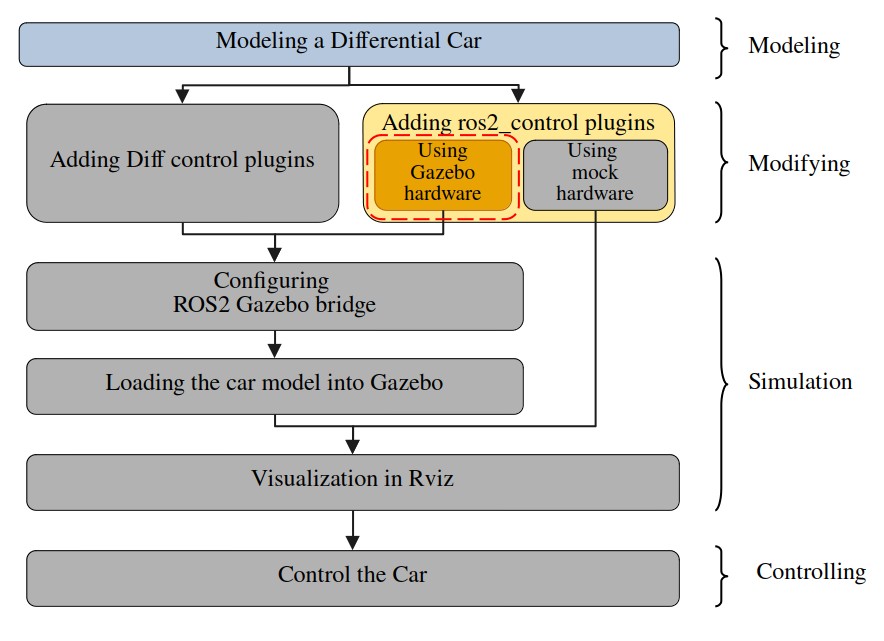 Modeling a Differential Car
Modeling
Adding Diff control plugins
Adding ros2_control plugins
Using
Gazebo
hardware
Using
mock
hardware
Modifying
Configuring
ROS2 Gazebo bridge
Loading the car model into Gazebo
Simulation
Visualization in Rviz
Control the Car
Controlling